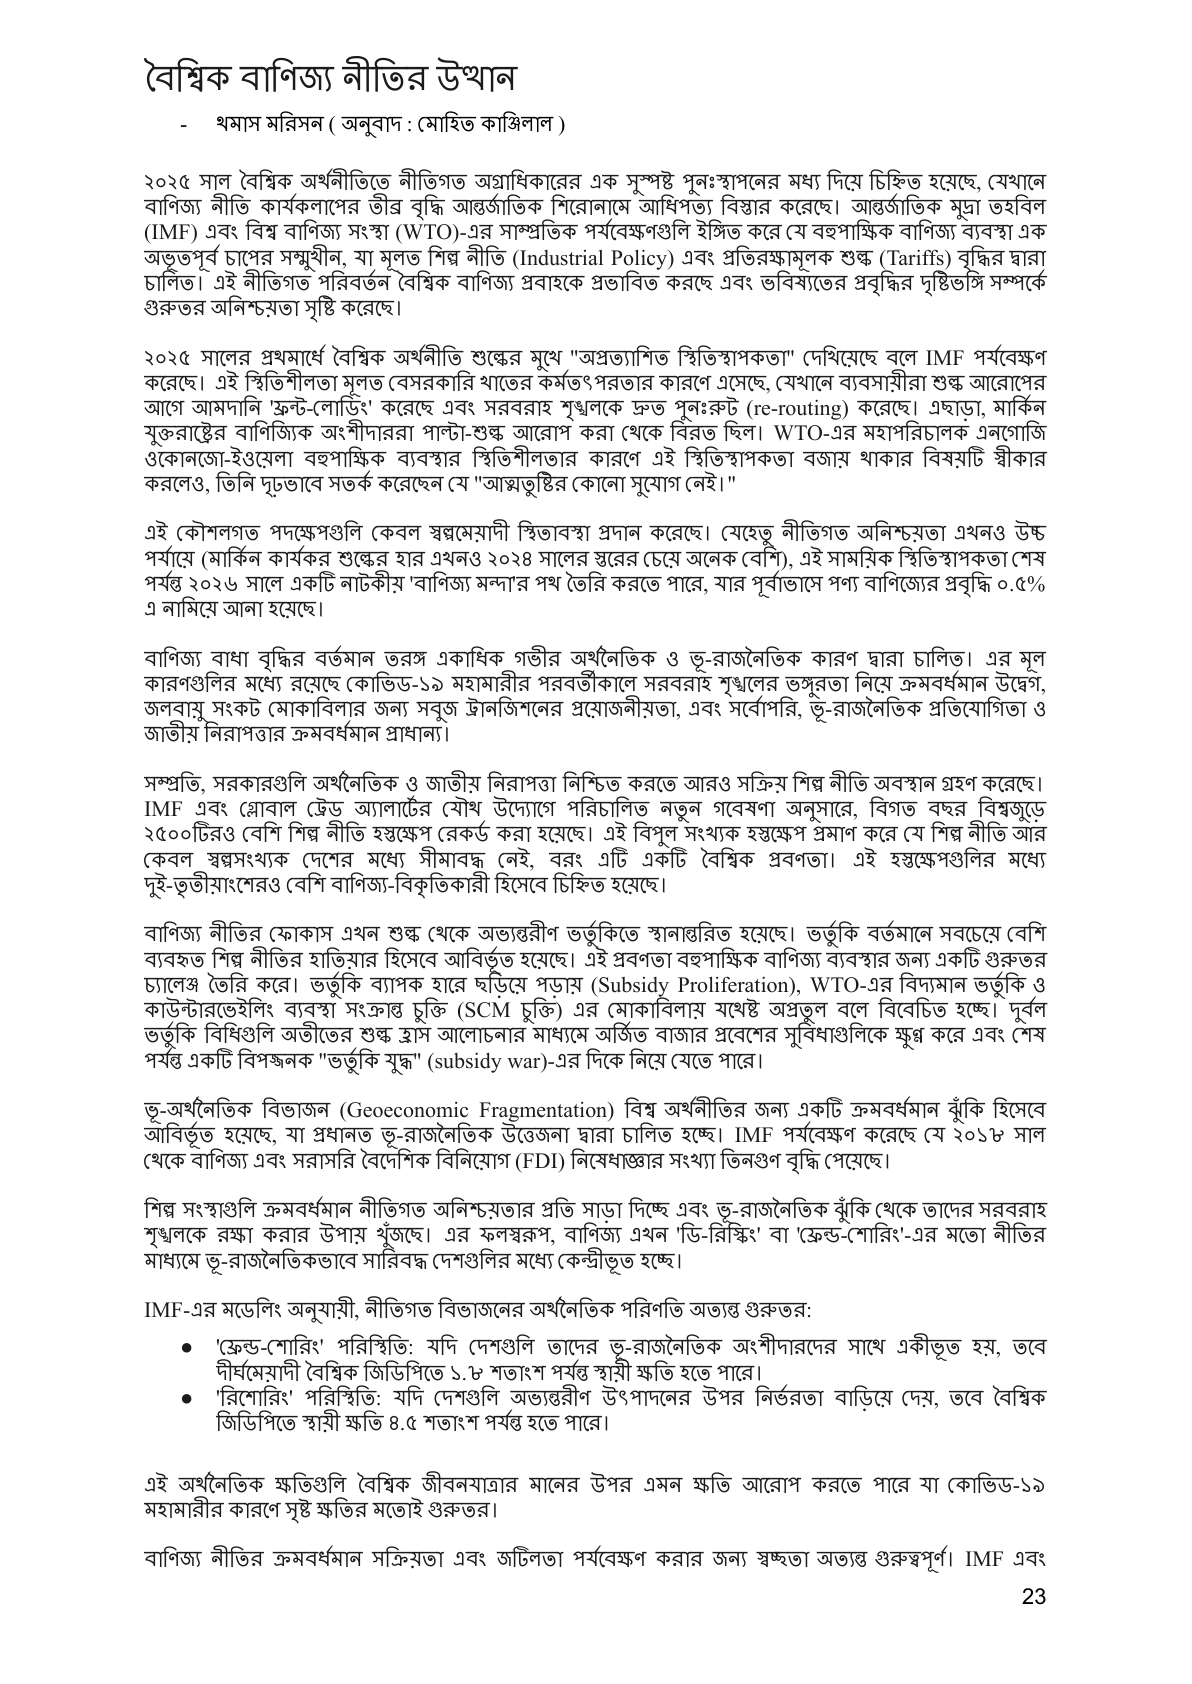 বৈশ্বিক বাণিজ্য নীতির উত্থান
- থমাস মরিসন ( অনুবাদ : মোহিত কাঞ্জিলাল )
২০২৫ সাল বৈশ্বিক অর্থনীতিতে নীতিগত অগ্রাধিকারের এক সুস্পষ্ট পুনঃস্থাপনের মধ্য দিয়ে চিহ্নিত হয়েছে, যেখানে
বাণিজ্য নীতি কার্যকলাপের তীব্র বৃদ্ধি আন্তর্জাতিক শিরোনামে আধিপত্য বিস্তার করেছে। আন্তর্জাতিক মুদ্রা তহবিল
(IMF) এবং বিশ্ব বাণিজ্য সংস্থা (WTO)-এর সাম্প্রতিক পর্যবেক্ষণগুলি ইঙ্গিত করে যে বহুপাক্ষিক বাণিজ্য ব্যবস্থা এক
অভূতপূর্ব চাপের সম্মুখীন, যা মূলত শিল্প নীতি (Industrial Policy) এবং প্রতিরক্ষামূলক শুল্ক (Tariffs) বৃদ্ধির দ্বারা
চালিত। এই নীতিগত পরিবর্তন বৈশ্বিক বাণিজ্য প্রবাহকে প্রভাবিত করছে এবং ভবিষ্যতের প্রবৃদ্ধির দৃষ্টিভঙ্গি সম্পর্কে
গুরুতর অনিশ্চয়তা সৃষ্টি করেছে।
২০২৫ সালের প্রথমার্ধে বৈশ্বিক অর্থনীতি শুল্কের মুখে "অপ্রত্যাশিত স্থিতিস্থাপকতা" দেখিয়েছে বলে IMF পর্যবেক্ষণ
করেছে। এই স্থিতিশীলতা মূলত বেসরকারি খাতের কর্মতৎপরতার কারণে এসেছে, যেখানে ব্যবসায়ীরা শুল্ক আরোপের
আগে আমদানি 'ফ্রন্ট-লোডিং' করেছে এবং সরবরাহ শৃঙ্খলকে দ্রুত পুনঃরুট (re-routing) করেছে। এছাড়া, মার্কিন
যুক্তরাষ্ট্রের বাণিজ্যিক অংশীদাররা পাল্টা-শুল্ক আরোপ করা থেকে বিরত ছিল। WTO-এর মহাপরিচালক এনগোজি
ওকোনজো-ইওয়েলা বহুপাক্ষিক ব্যবস্থার স্থিতিশীলতার কারণে এই স্থিতিস্থাপকতা বজায় থাকার বিষয়টি স্বীকার
করলেও, তিনি দৃঢ়ভাবে সতর্ক করেছেন যে "আত্মতুষ্টির কোনো সুযোগ নেই।"
এই কৌশলগত পদক্ষেপগুলি কেবল স্বল্পমেয়াদী স্থিতাবস্থা প্রদান করেছে। যেহেতু নীতিগত অনিশ্চয়তা এখনও উচ্চ
পর্যায়ে (মার্কিন কার্যকর শুল্কের হার এখনও ২০২৪ সালের স্তরের চেয়ে অনেক বেশি), এই সাময়িক স্থিতিস্থাপকতা শেষ
পর্যন্ত ২০২৬ সালে একটি নাটকীয় 'বাণিজ্য মন্দা'র পথ তৈরি করতে পারে, যার পূর্বাভাসে পণ্য বাণিজ্যের প্রবৃদ্ধি ০.৫%
এ নামিয়ে আনা হয়েছে।
বাণিজ্য বাধা বৃদ্ধির বর্তমান তরঙ্গ একাধিক গভীর অর্থনৈতিক ও ভূ-রাজনৈতিক কারণ দ্বারা চালিত। এর মূল
কারণগুলির মধ্যে রয়েছে কোভিড-১৯ মহামারীর পরবর্তীকালে সরবরাহ শৃঙ্খলের ভঙ্গুরতা নিয়ে ক্রমবর্ধমান উদ্বেগ,
জলবায়ু সংকট মোকাবিলার জন্য সবুজ ট্রানজিশনের প্রয়োজনীয়তা, এবং সর্বোপরি, ভূ-রাজনৈতিক প্রতিযোগিতা ও
জাতীয় নিরাপত্তার ক্রমবর্ধমান প্রাধান্য।
সম্প্রতি, সরকারগুলি অর্থনৈতিক ও জাতীয় নিরাপত্তা নিশ্চিত করতে আরও সক্রিয় শিল্প নীতি অবস্থান গ্রহণ করেছে।
IMF এবং গ্লোবাল ট্রেড অ্যালার্টের যৌথ উদ্যোগে পরিচালিত নতুন গবেষণা অনুসারে, বিগত বছর বিশ্বজুড়ে
২৫০০টিরও বেশি শিল্প নীতি হস্তক্ষেপ রেকর্ড করা হয়েছে। এই বিপুল সংখ্যক হস্তক্ষেপ প্রমাণ করে যে শিল্প নীতি আর
কেবল স্বল্পসংখ্যক দেশের মধ্যে সীমাবদ্ধ নেই, বরং এটি একটি বৈশ্বিক প্রবণতা। এই হস্তক্ষেপগুলির মধ্যে
দুই-তৃতীয়াংশেরও বেশি বাণিজ্য-বিকৃতিকারী হিসেবে চিহ্নিত হয়েছে।
বাণিজ্য নীতির ফোকাস এখন শুল্ক থেকে অভ্যন্তরীণ ভর্তুকিতে স্থানান্তরিত হয়েছে। ভর্তুকি বর্তমানে সবচেয়ে বেশি
ব্যবহৃত শিল্প নীতির হাতিয়ার হিসেবে আবির্ভূত হয়েছে। এই প্রবণতা বহুপাক্ষিক বাণিজ্য ব্যবস্থার জন্য একটি গুরুতর
চ্যালেঞ্জ তৈরি করে। ভর্তুকি ব্যাপক হারে ছড়িয়ে পড়ায় (Subsidy Proliferation), WTO-এর বিদ্যমান ভর্তুকি ও
কাউন্টারভেইলিং ব্যবস্থা সংক্রান্ত চুক্তি (SCM চুক্তি) এর মোকাবিলায় যথেষ্ট অপ্রতুল বলে বিবেচিত হচ্ছে। দুর্বল
ভর্তুকি বিধিগুলি অতীতের শুল্ক হ্রাস আলোচনার মাধ্যমে অর্জিত বাজার প্রবেশের সুবিধাগুলিকে ক্ষুণ্ণ করে এবং শেষ
পর্যন্ত একটি বিপজ্জনক "ভর্তুকি যুদ্ধ" (subsidy war)-এর দিকে নিয়ে যেতে পারে।
ভূ-অর্থনৈতিক বিভাজন (Geoeconomic Fragmentation) বিশ্ব অর্থনীতির জন্য একটি ক্রমবর্ধমান ঝুঁকি হিসেবে
আবির্ভূত হয়েছে, যা প্রধানত ভূ-রাজনৈতিক উত্তেজনা দ্বারা চালিত হচ্ছে। IMF পর্যবেক্ষণ করেছে যে ২০১৮ সাল
থেকে বাণিজ্য এবং সরাসরি বৈদেশিক বিনিয়োগ (FDI) নিষেধাজ্ঞার সংখ্যা তিনগুণ বৃদ্ধি পেয়েছে।
শিল্প সংস্থাগুলি ক্রমবর্ধমান নীতিগত অনিশ্চয়তার প্রতি সাড়া দিচ্ছে এবং ভূ-রাজনৈতিক ঝুঁকি থেকে তাদের সরবরাহ
শৃঙ্খলকে রক্ষা করার উপায় খুঁজছে। এর ফলস্বরূপ, বাণিজ্য এখন 'ডি-রিস্কিং' বা 'ফ্রেন্ড-শোরিং'-এর মতো নীতির
মাধ্যমে ভূ-রাজনৈতিকভাবে সারিবদ্ধ দেশগুলির মধ্যে কেন্দ্রীভূত হচ্ছে।
IMF-এর মডেলিং অনুযায়ী, নীতিগত বিভাজনের অর্থনৈতিক পরিণতি অত্যন্ত গুরুতর:
● 'ফ্রেন্ড-শোরিং' পরিস্থিতি: যদি দেশগুলি তাদের ভূ-রাজনৈতিক অংশীদারদের সাথে একীভূত হয়, তবে
দীর্ঘমেয়াদী বৈশ্বিক জিডিপিতে ১.৮ শতাংশ পর্যন্ত স্থায়ী ক্ষতি হতে পারে।
● 'রিশোরিং' পরিস্থিতি: যদি দেশগুলি অভ্যন্তরীণ উৎপাদনের উপর নির্ভরতা বাড়িয়ে দেয়, তবে বৈশ্বিক
জিডিপিতে স্থায়ী ক্ষতি ৪.৫ শতাংশ পর্যন্ত হতে পারে।
এই অর্থনৈতিক ক্ষতিগুলি বৈশ্বিক জীবনযাত্রার মানের উপর এমন ক্ষতি আরোপ করতে পারে যা কোভিড-১৯
মহামারীর কারণে সৃষ্ট ক্ষতির মতোই গুরুতর।
বাণিজ্য নীতির ক্রমবর্ধমান সক্রিয়তা এবং জটিলতা পর্যবেক্ষণ করার জন্য স্বচ্ছতা অত্যন্ত গুরুত্বপূর্ণ। IMF এবং
23